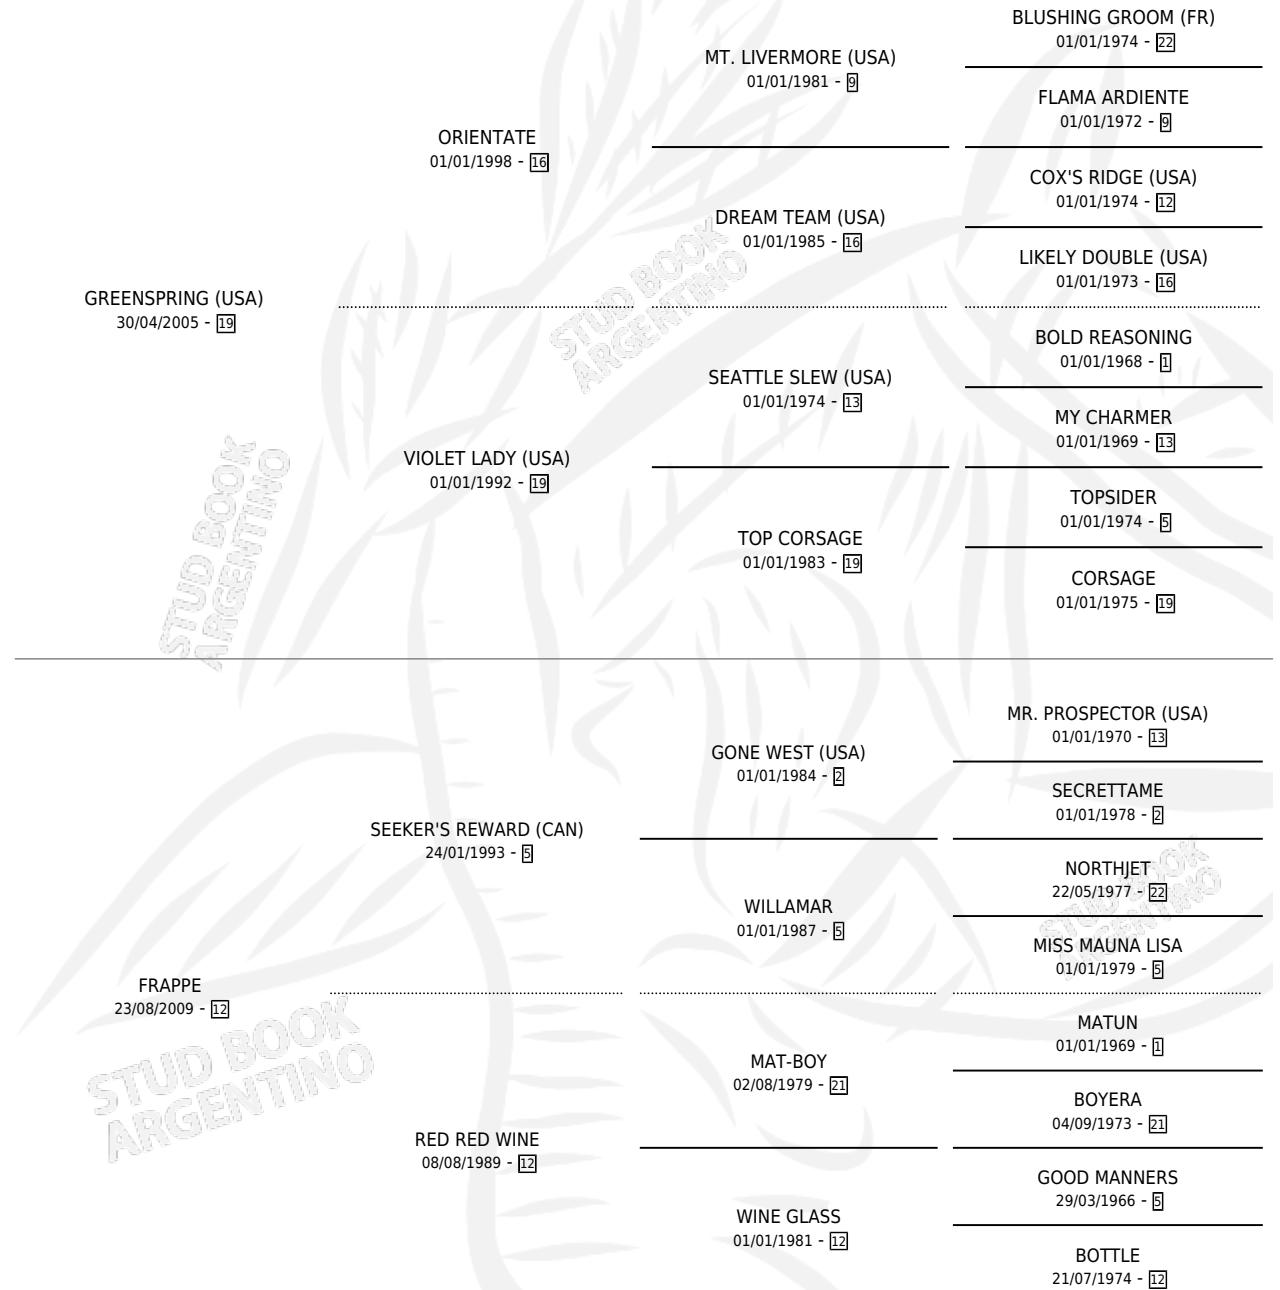 BLUSHING GROOM (FR)
01/01/1974 - 22
MT. LIVERMORE (USA)
01/01/1981 - 9
FLAMA ARDIENTE
01/01/1972 - 9
ORIENTATE
01/01/1998 - 16
COX'S RIDGE (USA)
01/01/1974 - 12
DREAM TEAM (USA)
01/01/1985 - 16
LIKELY DOUBLE (USA)
01/01/1973 - 16
GREENSPRING (USA)
30/04/2005 - 19
BOLD REASONING
01/01/1968 - 1
SEATTLE SLEW (USA)
01/01/1974 - 13
MY CHARMER
01/01/1969 - 13
VIOLET LADY (USA)
01/01/1992 - 19
TOPSIDER
01/01/1974 - 5
TOP CORSAGE
01/01/1983 - 19
CORSAGE
01/01/1975 - 19
MR. PROSPECTOR (USA)
01/01/1970 - 13
GONE WEST (USA)
01/01/1984 - 2
SECRETTAME
01/01/1978 - 2
SEEKER'S REWARD (CAN)
24/01/1993 - 5
NORTHJET
22/05/1977 - 22
WILLAMAR
01/01/1987 - 5
MISS MAUNA LISA
01/01/1979 - 5
FRAPPE
23/08/2009 - 12
MATUN
01/01/1969 - 1
MAT-BOY
02/08/1979 - 21
BOYERA
04/09/1973 - 21
RED RED WINE
08/08/1989 - 12
GOOD MANNERS
29/03/1966 - 5
WINE GLASS
01/01/1981 - 12
BOTTLE
21/07/1974 - 12
STUD BOOK
ARGENTINO
STUD BOOK
ARGENTINO
STUD BOOK
ARGENTINO
STUD BOOK
ARGENTINO